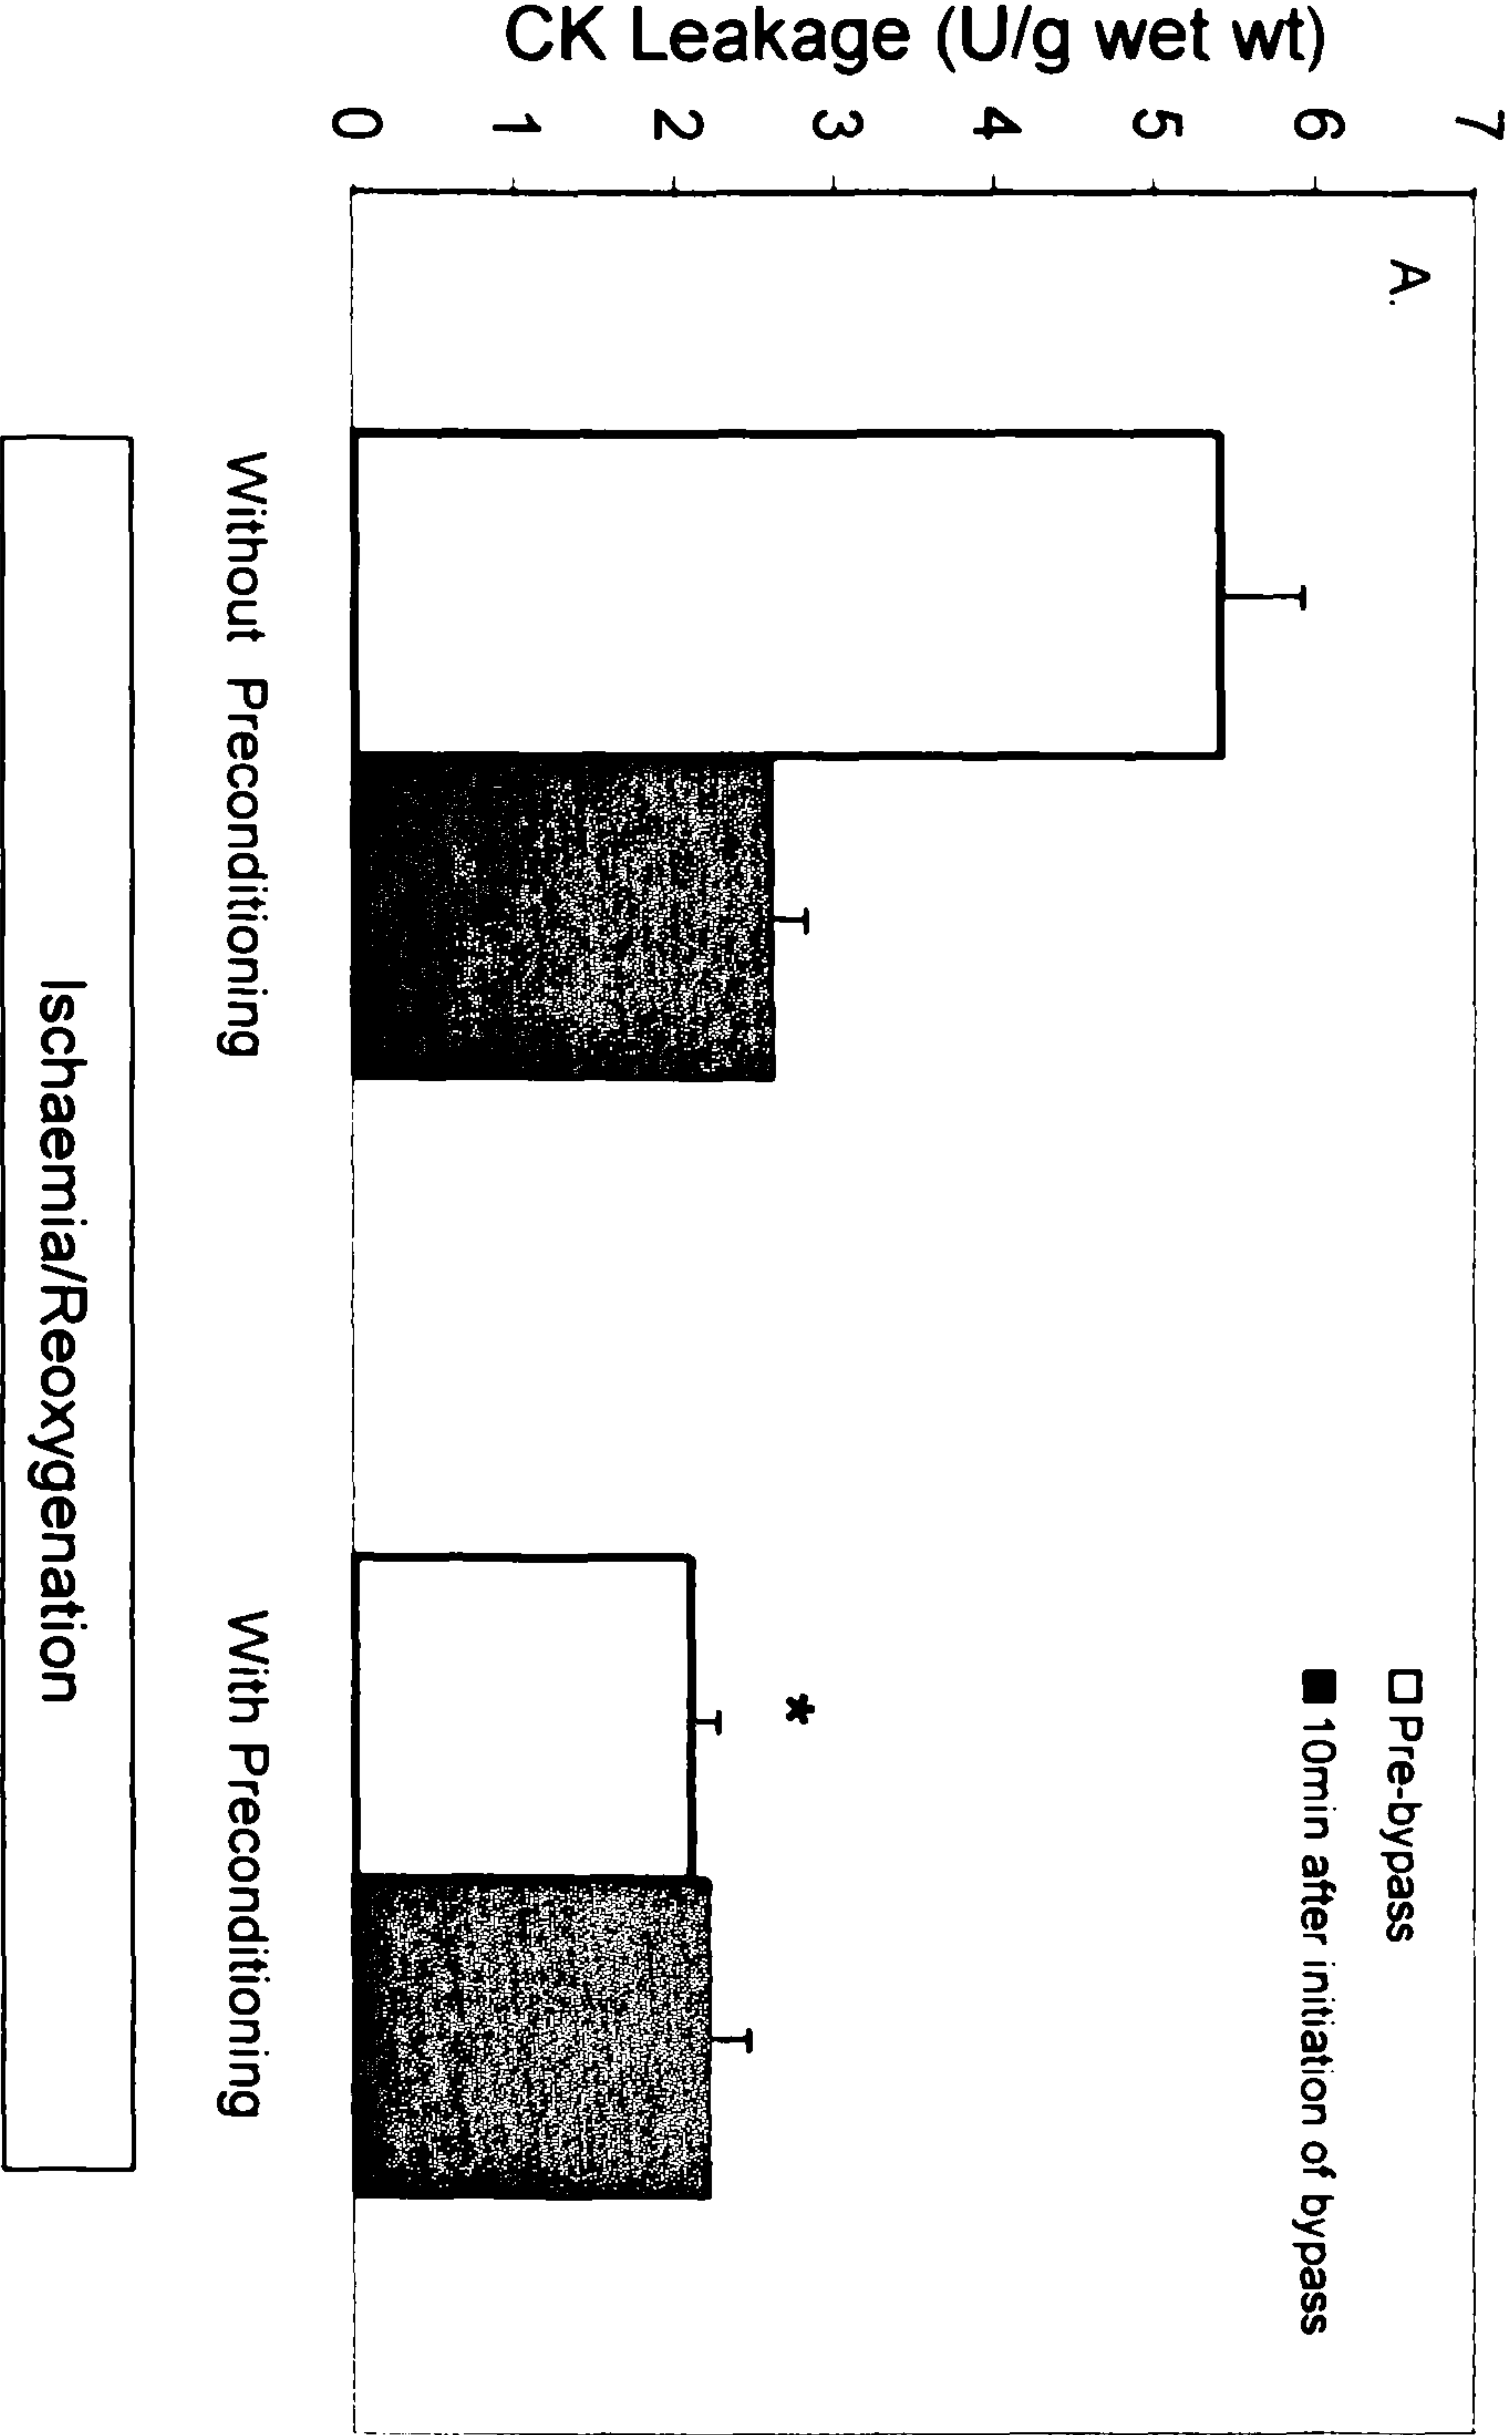 A.
Pre-bypass
10min after initiation of bypass
CK Leakage (U/g wet wt)
7
6
5
4
3
2
1
0
*
Without Preconditioning
With Preconditioning
Ischaemia/Reoxygenation